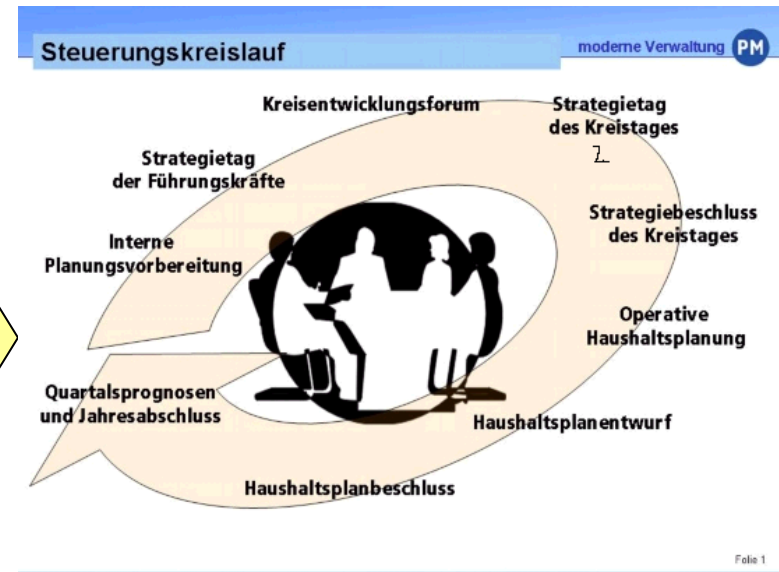 Steuerungskreislauf
moderne Verwaltung PM
Kreisentwicklungsforum
Strategietag
des Kreistages
Strategietag
der Führungskräfte
Strategiebeschluss
des Kreistages
Interne
Planungsvorbereitung
Operative
Haushaltsplanung
Quartalsprognosen
und Jahresabschluss
Haushaltsplanentwurf
Haushaltsplanbeschluss
Folie 1